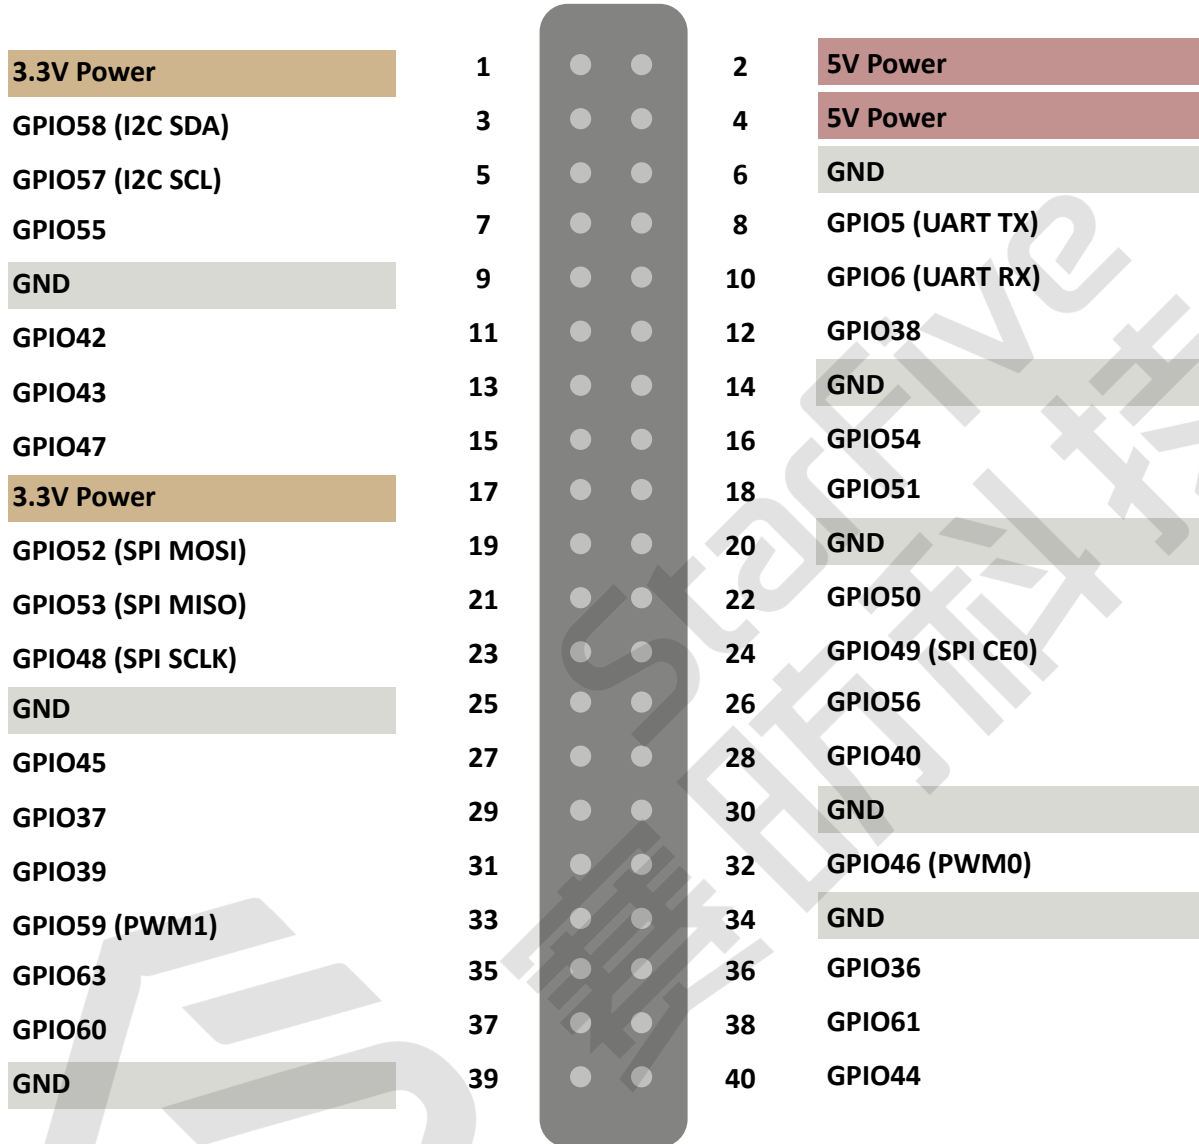 3.3V Power 1 2 5V Power
GPIO58 (I2C SDA) 3 4 5V Power
GPIO57 (I2C SCL) 5 6 GND
GPIO55 7 8 GPIO5 (UART TX)
GND 9 10 GPIO6 (UART RX)
GPIO42 11 12 GPIO38
GPIO43 13 14 GND
GPIO47 15 16 GPIO54
3.3V Power 17 18 GPIO51
GPIO52 (SPI MOSI) 19 20 GND
GPIO53 (SPI MISO) 21 22 GPIO50
GPIO48 (SPI SCLK) 23 24 GPIO49 (SPI CE0)
GND 25 26 GPIO56
GPIO45 27 28 GPIO40
GPIO37 29 30 GND
GPIO39 31 32 GPIO46 (PWM0)
GPIO59 (PWM1) 33 34 GND
GPIO63 35 36 GPIO36
GPIO60 37 38 GPIO61
GND 39 40 GPIO44
StarFive
赛昉科技